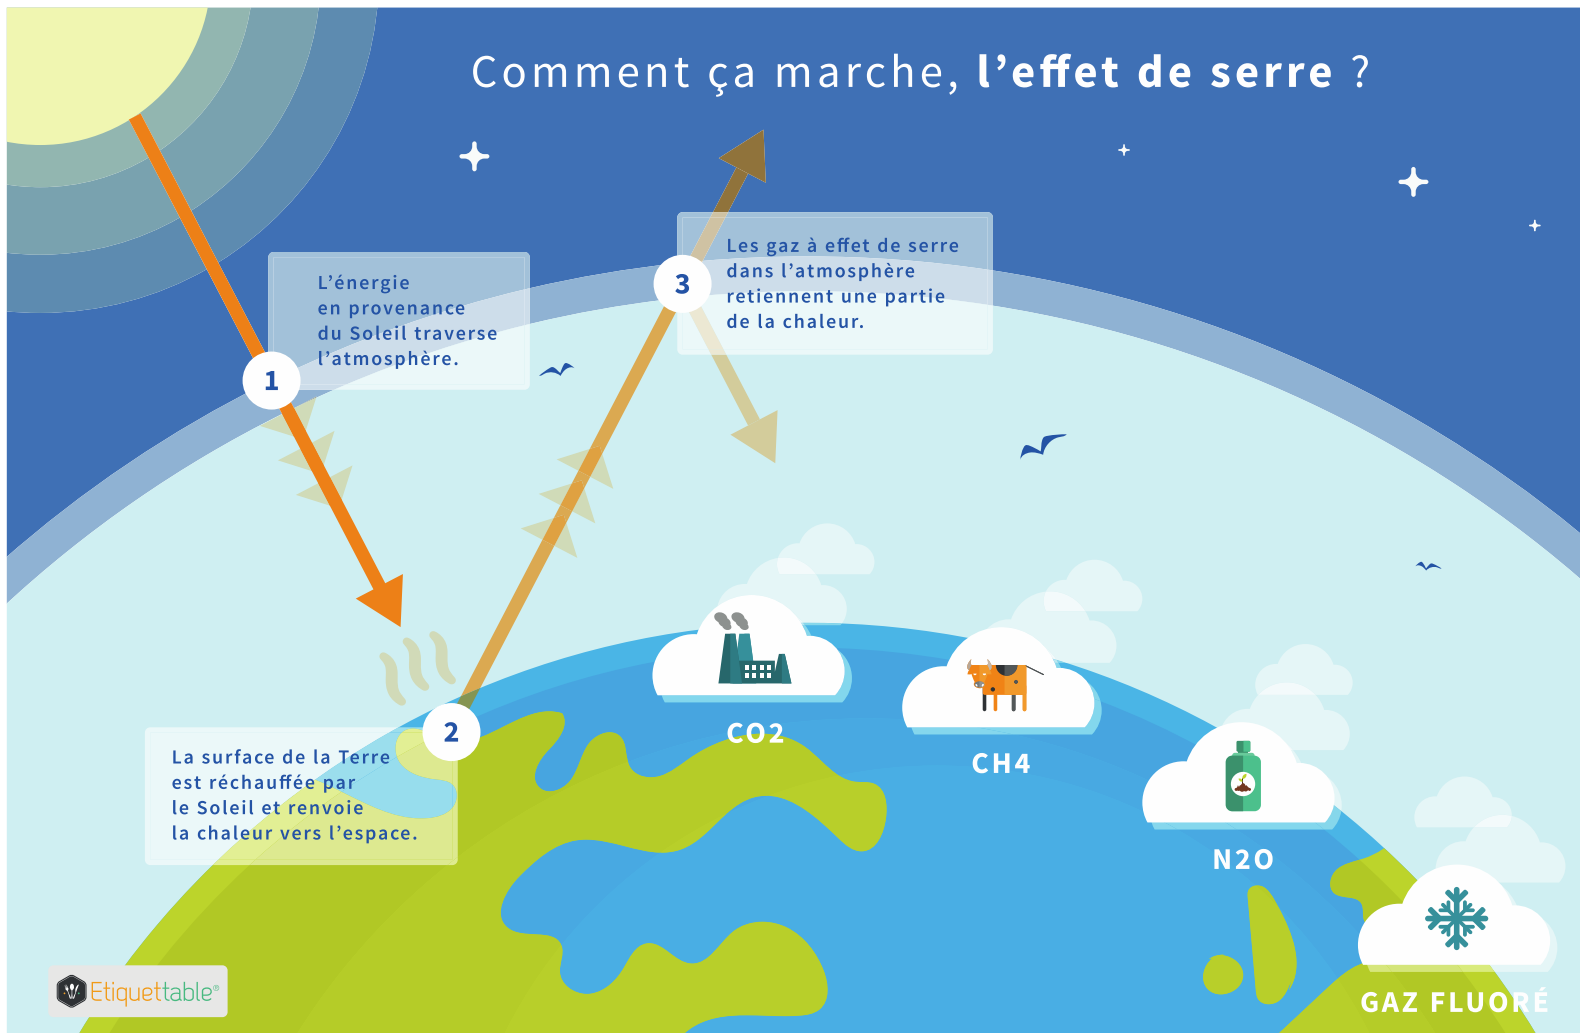 Comment ça marche, l’effet de serre ?
1
L’énergie
en provenance
du Soleil traverse
l’atmosphère.
3
Les gaz à effet de serre
dans l’atmosphère
retiennent une partie
de la chaleur.
2
La surface de la Terre
est réchauffée par
le Soleil et renvoie
la chaleur vers l’espace.
CO2
CH4
N2O
GAZ FLUORÉ
Etiquettable®